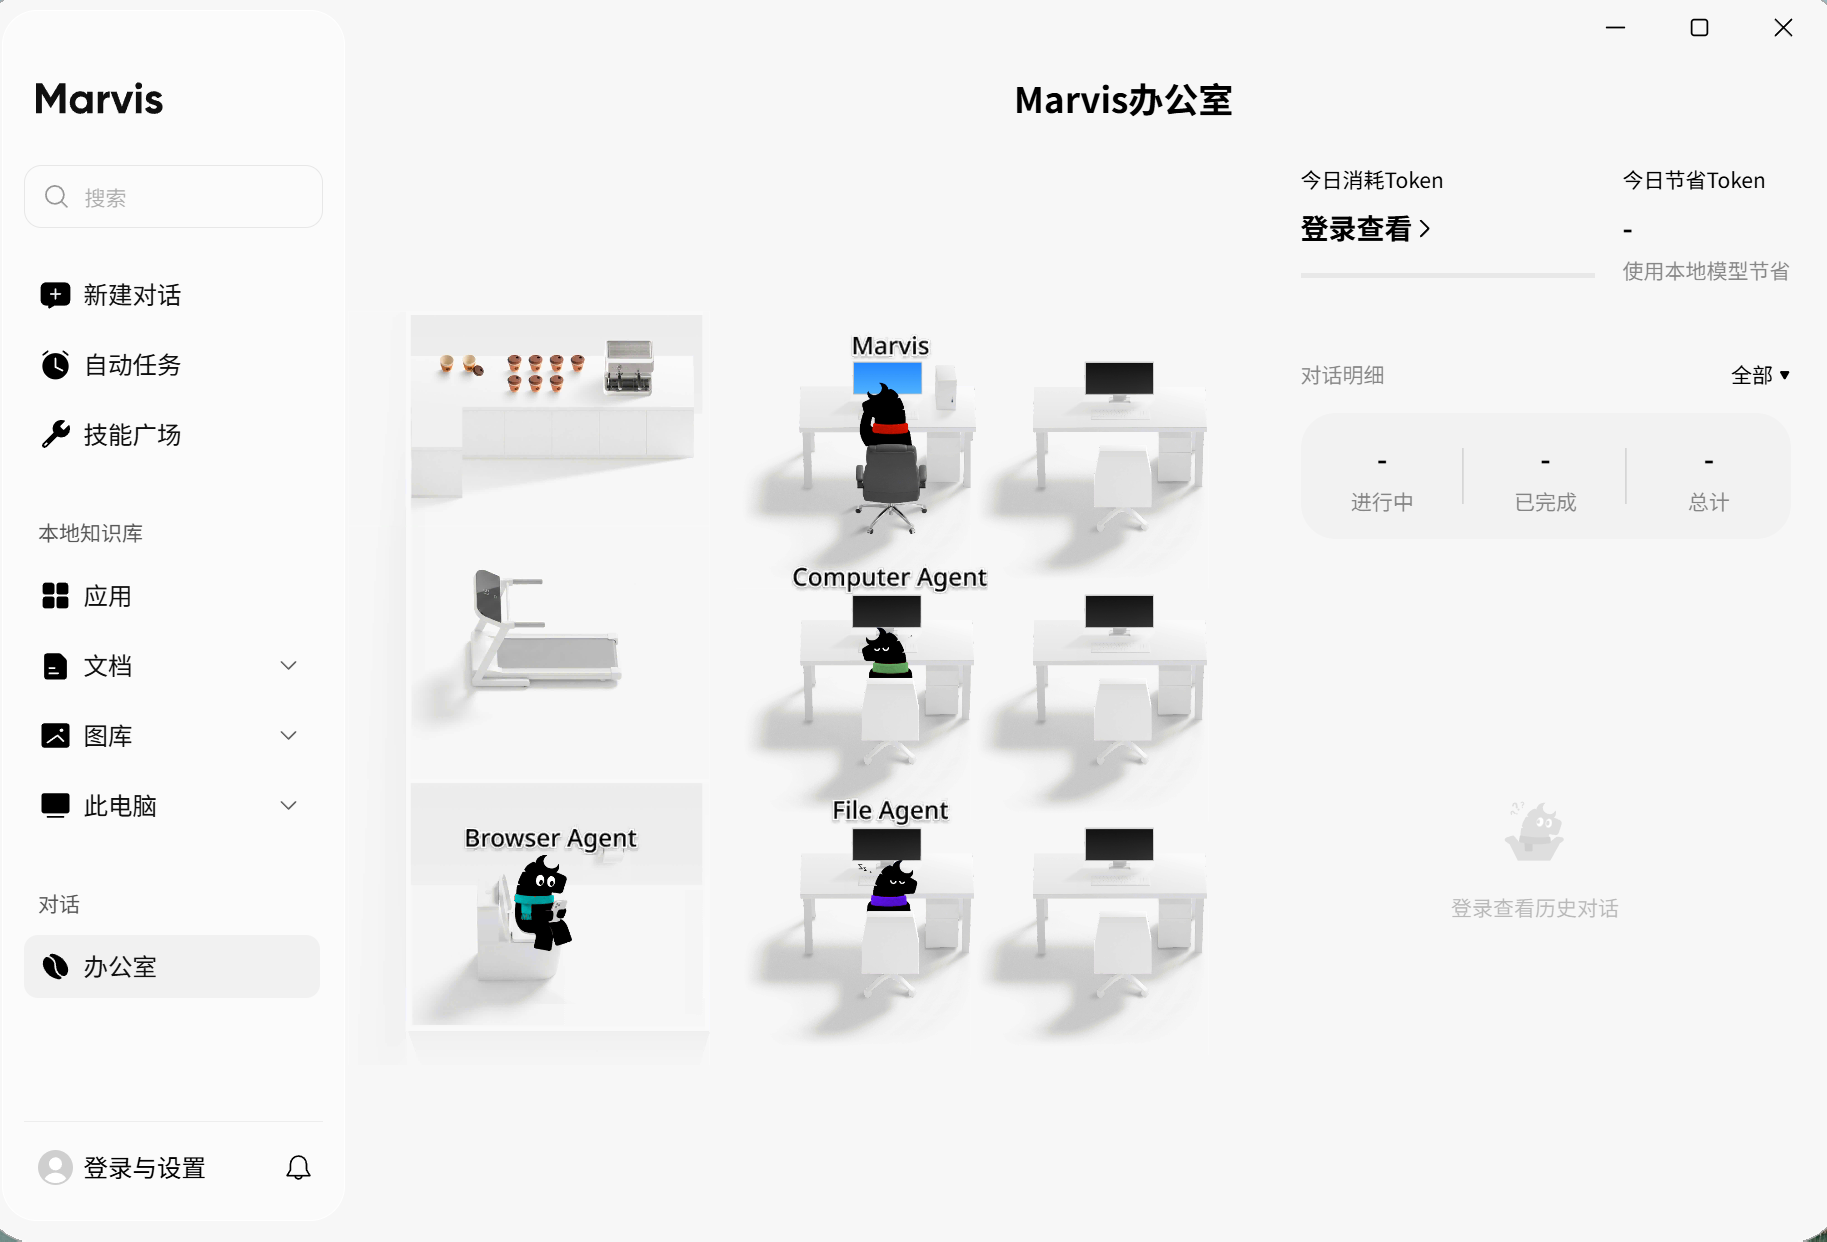 Marvis
搜索
新建对话
自动任务
技能广场
本地知识库
应用
文档
图库
此电脑
对话
办公室
登录与设置
Marvis办公室
Marvis
Computer Agent
File Agent
Browser Agent
今日消耗Token
登录查看
今日节省Token
-
使用本地模型节省
对话明细
全部
- - -
进行中 已完成 总计
登录查看历史对话